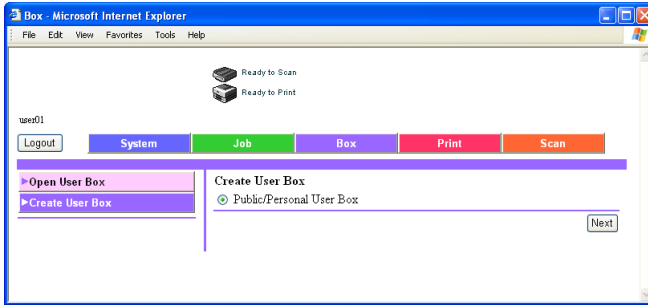 Box - Microsoft Internet Explorer
File Edit View Favorites Tools Help
Ready to Scan
Ready to Print
user01
Logout System Job Box Print Scan
Open User Box
Create User Box
Create User Box
Public/Personal User Box
Next